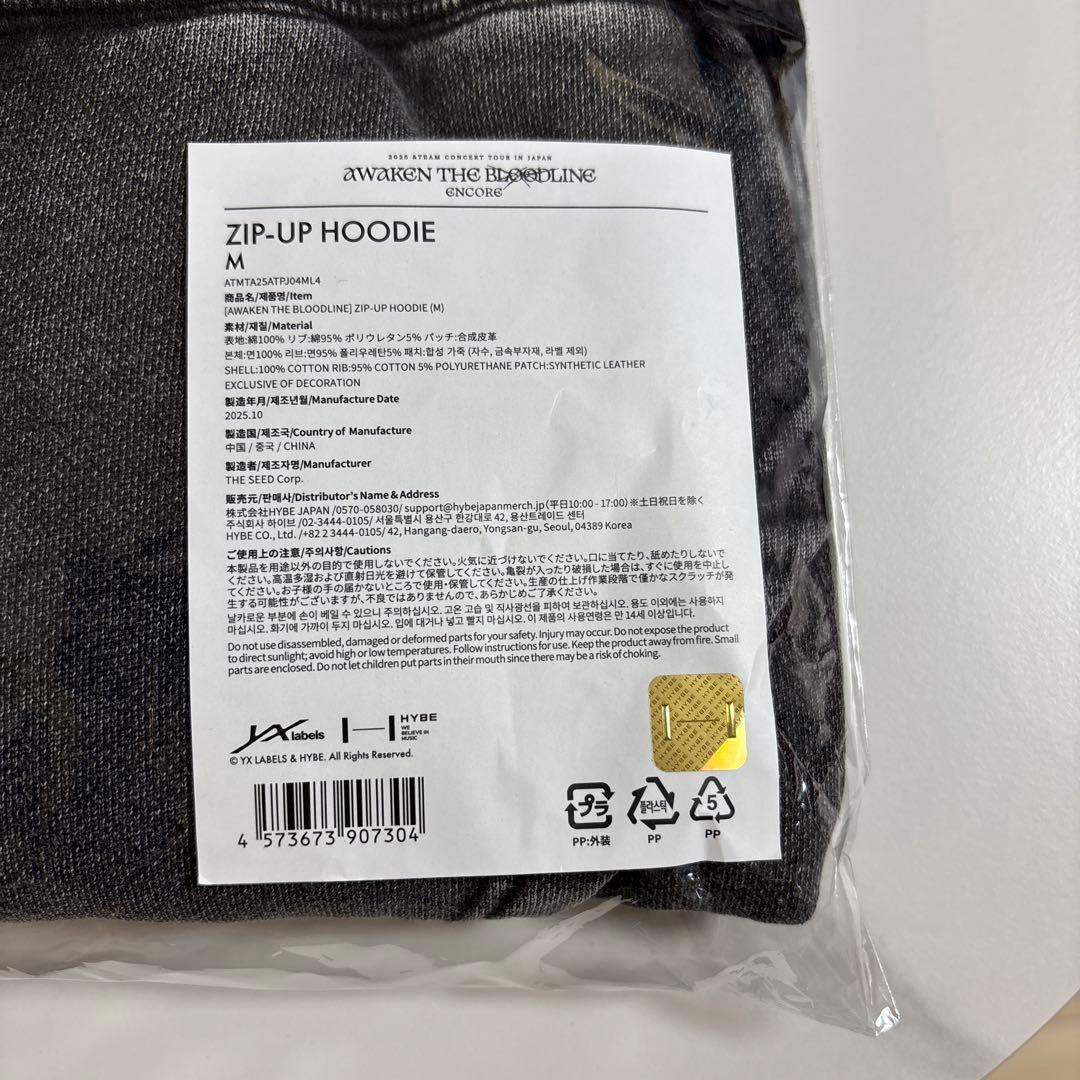 2025 &TEAM CONCERT TOUR IN JAPAN
AWAKEN THE BLOODLINE
ENCORE
ZIP-UP HOODIE
M
ATMTA25ATPJ04ML4
商品名/제품명/Item
[AWAKEN THE BLOODLINE] ZIP-UP HOODIE (M)
素材/재질/Material
表地:綿100% リブ:綿95% ポリウレタン5% パッチ:合成皮革
본체:면100% 리브:면95% 폴리우레탄5% 패치:합성 가죽 (자수, 금속부자재, 라벨 제외)
SHELL:100% COTTON RIB:95% COTTON 5% POLYURETHANE PATCH:SYNTHETIC LEATHER
EXCLUSIVE OF DECORATION
製造年月/제조년월/Manufacture Date
2025.10
製造国/제조국/Country of Manufacture
中国 / 중국 / CHINA
製造者/제조자명/Manufacturer
THE SEED Corp.
販売元/판매사/Distributor's Name & Address
株式会社HYBE JAPAN /0570-058030/ support@hybejapanmerch.jp(平日10:00 - 17:00)※土日祝日を除く
주식회사 하이브 /02-3444-0105/ 서울특별시 용산구 한강대로 42, 용산트레이드 센터
HYBE CO., Ltd. /+82 2 3444-0105/ 42, Hangang-daero, Yongsan-gu, Seoul, 04389 Korea
ご使用上の注意/주의사항/Cautions
本製品を用途以外の目的で使用しないでください。火気に近づけないでください。口に当てたり、舐めたりしないで
ください。高温多湿および直射日光を避けて保管してください。亀裂が入ったり破損した場合は、すぐに使用を中止し
てください。お子様の手の届かないところで使用・保管してください。生産の仕上げ作業段階で僅かなスクラッチが発
生する可能性がございますが、不良ではありませんので、あらかじめご了承ください。
날카로운 부분에 손이 베일 수 있으니 주의하십시오. 고온 고습 및 직사광선을 피하여 보관하십시오. 용도 이외에는 사용하지
마십시오. 화기에 가까이 두지 마십시오. 입에 대거나 넣고 빨지 마십시오. 이 제품의 사용연령은 만 14세 이상입니다.
Do not use disassembled, damaged or deformed parts for your safety. Injury may occur. Do not expose the product
to direct sunlight; avoid high or low temperatures. Follow instructions for use. Keep the product away from fire. Small
parts are enclosed. Do not let children put parts in their mouth since there may be a risk of choking.
YX labels
HYBE
WE
BELIEVE IN
MUSIC
© YX LABELS & HYBE. All Rights Reserved.
HYBE HYBE HYBE HYBE
4 573673 907304
プラ
PP:外装
플라스틱
PP
5
PP